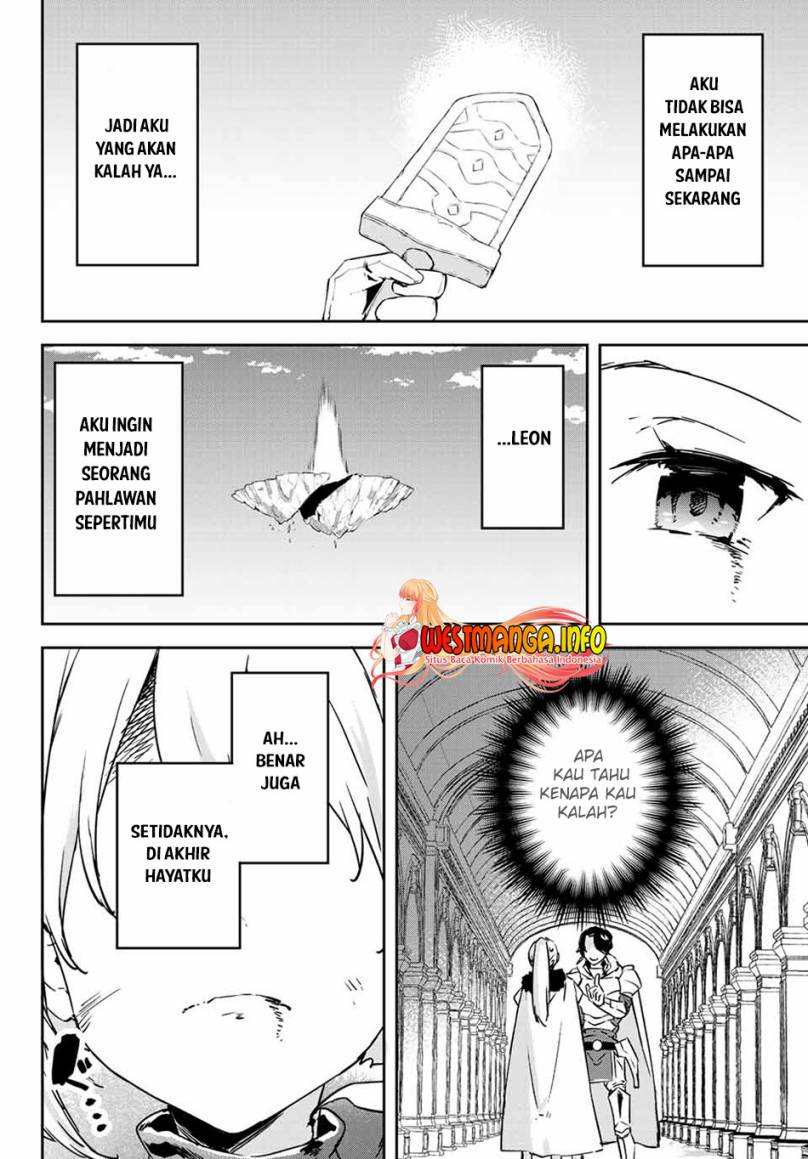 AKU
TIDAK BISA
MELAKUKAN
APA-APA
SAMPAI
SEKARANG
JADI AKU
YANG AKAN
KALAH YA...
...LEON
AKU INGIN
MENJADI
SEORANG
PAHLAWAN
SEPERTIMU
WESTMANGA.INFO
Situs Baca Komik Berbahasa Indonesia
APA
KAU TAHU
KENAPA KAU
KALAH?
AH...
BENAR
JUGA
SETIDAKNYA,
DI AKHIR
HAYATKU